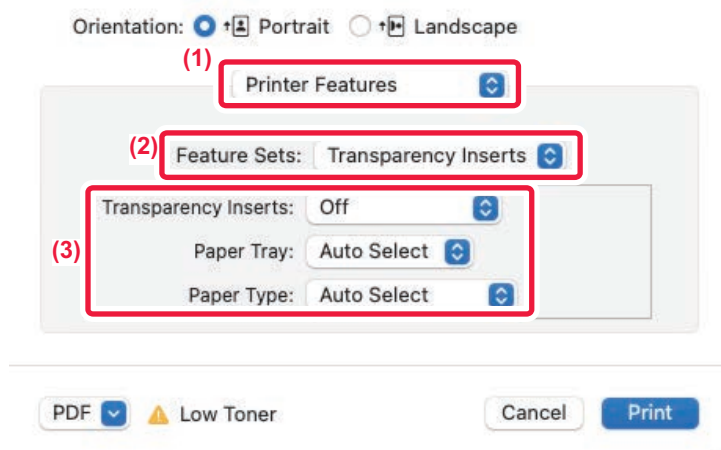 Orientation: Portrait Landscape
(1)
Printer Features
(2)
Feature Sets: Transparency Inserts
(3)
Transparency Inserts: Off
Paper Tray: Auto Select
Paper Type: Auto Select
PDF Low Toner Cancel Print